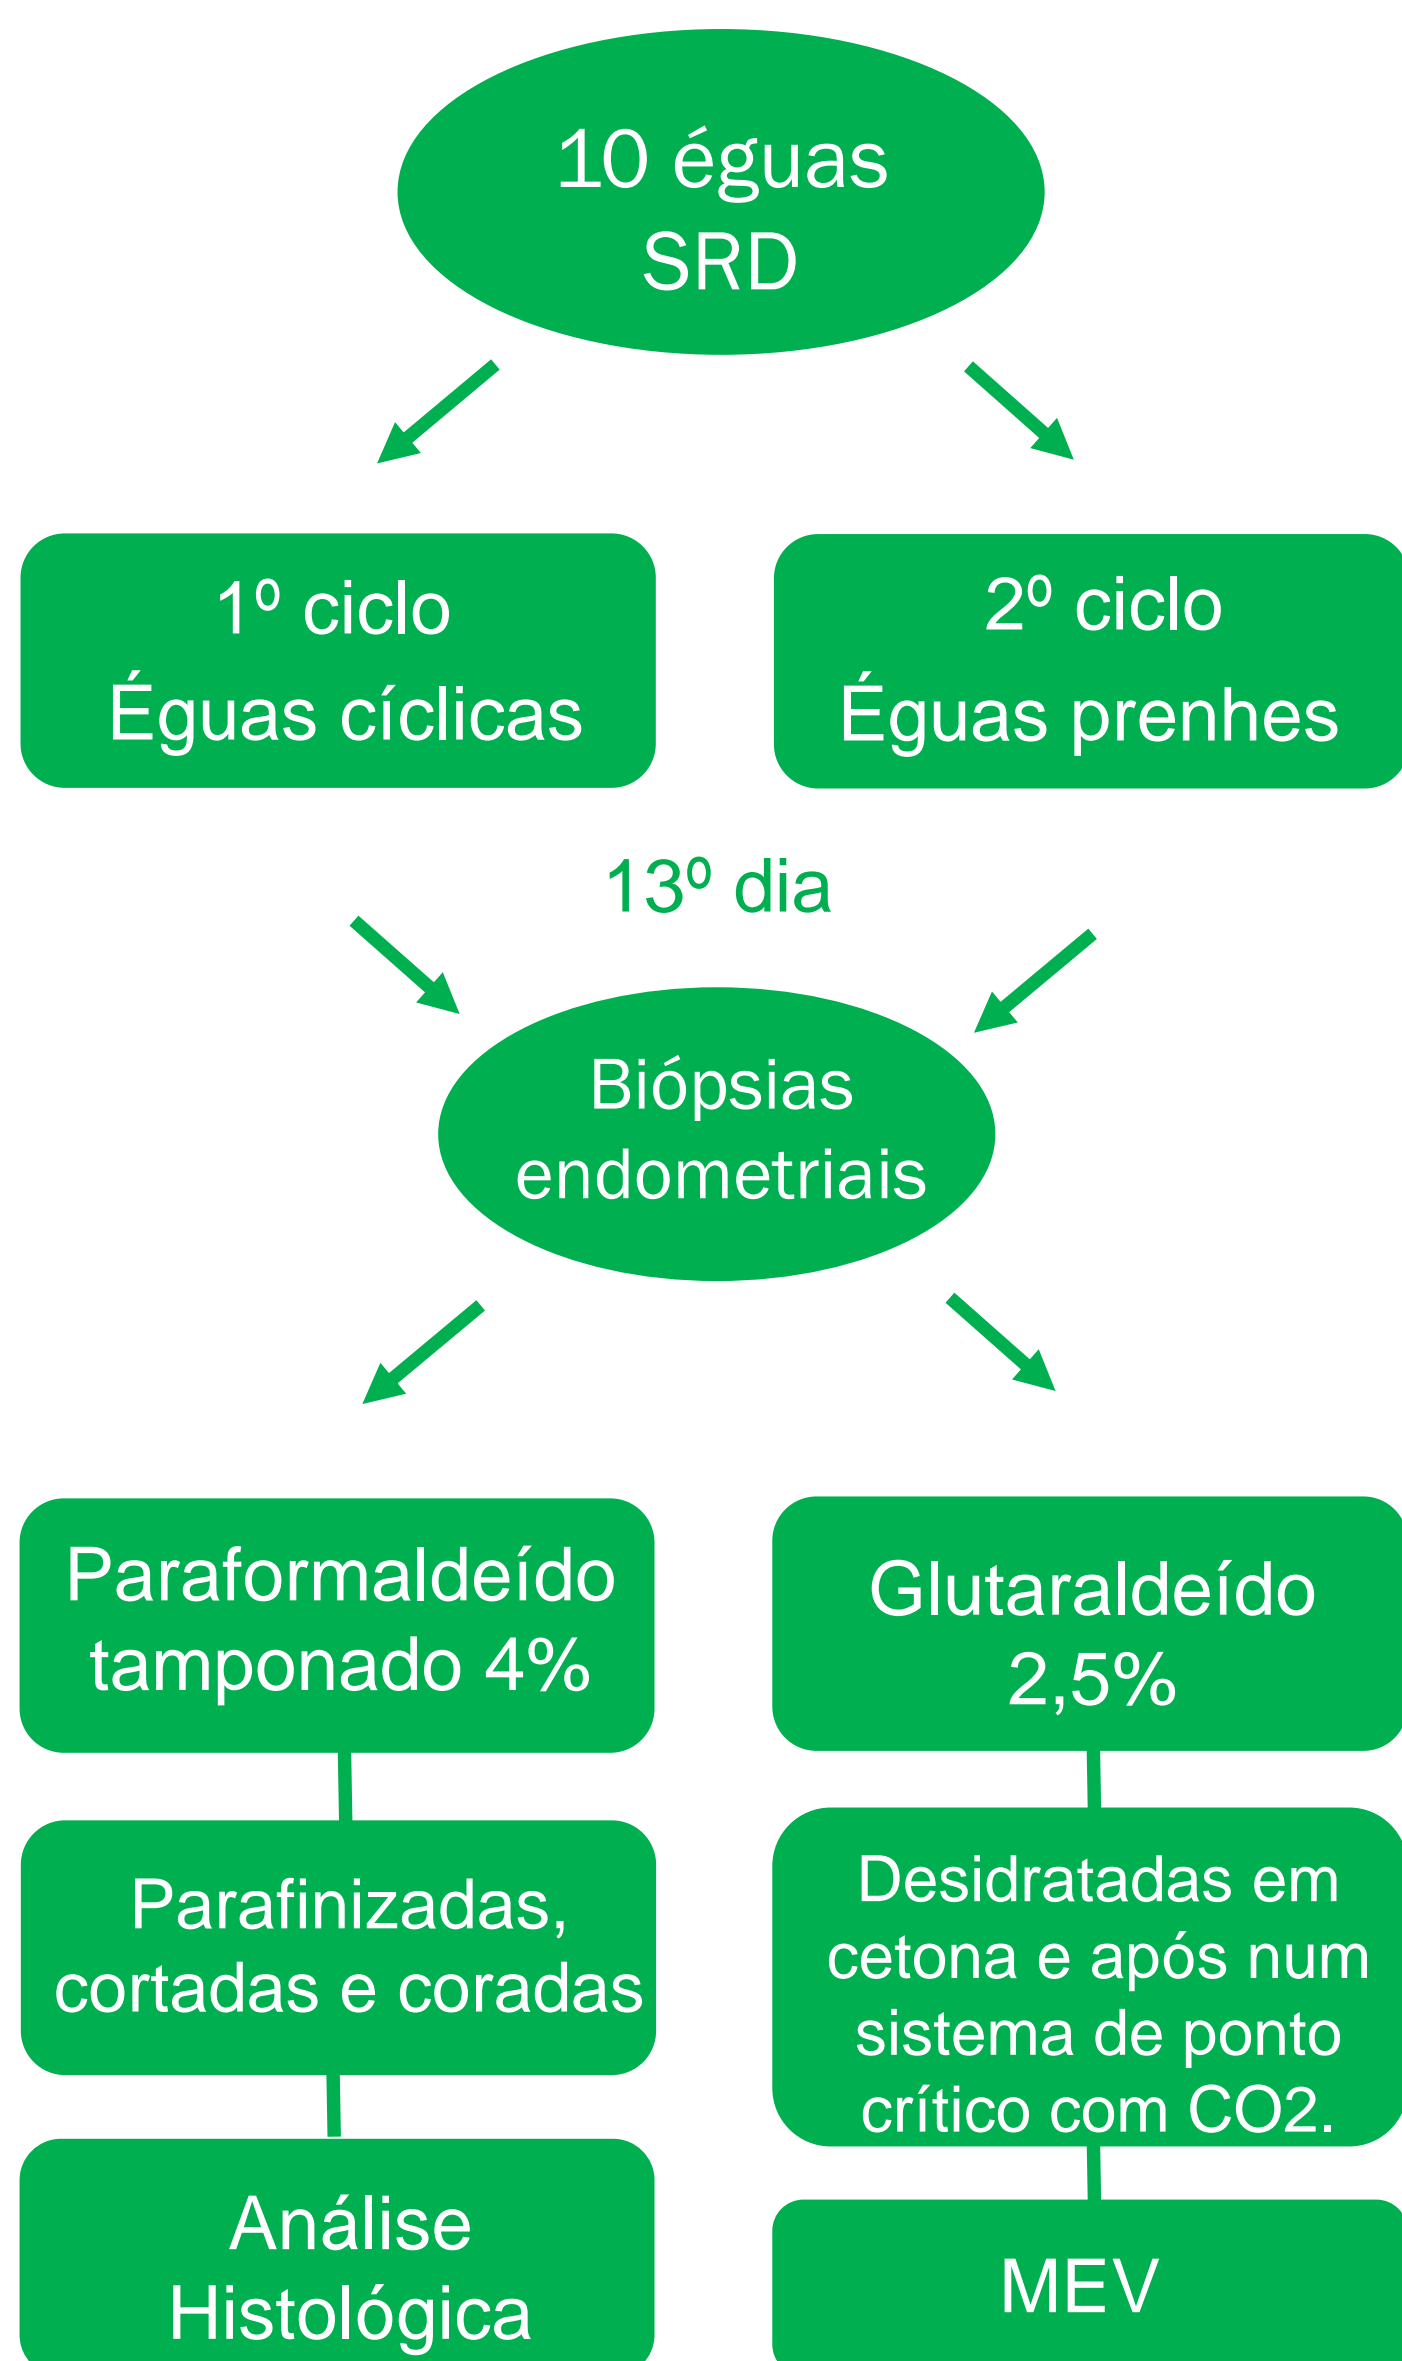 10 éguas
SRD
1º ciclo
Éguas cíclicas
2º ciclo
Éguas prenhes
13º dia
Biópsias
endometriais
Paraformaldeído
tamponado 4%
Glutaraldeído
2,5%
Parafinizadas,
cortadas e coradas
Desidratadas em
cetona e após num
sistema de ponto
crítico com CO2.
Análise
Histológica
MEV